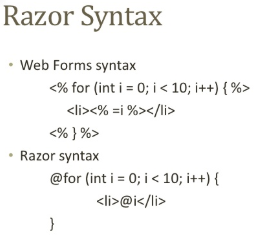 Razor Syntax
• Web Forms syntax
<% for (int i = 0; i < 10; i++) { %>
<li><% =i %></li>
<% } %>
• Razor syntax
@for (int i = 0; i < 10; i++) {
<li>@i</li>
}